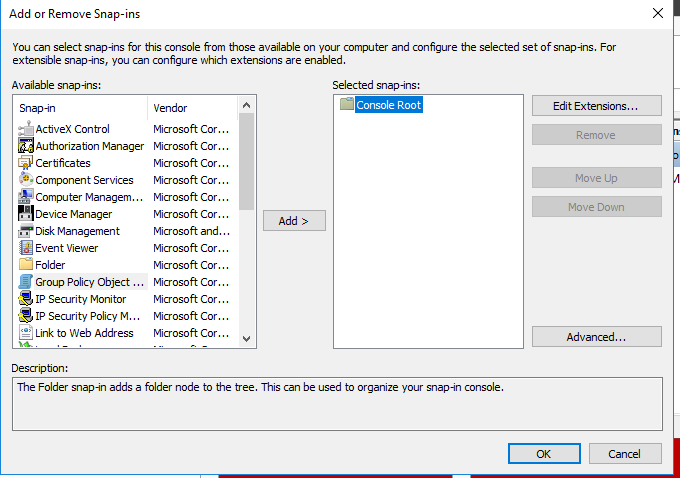 Add or Remove Snap-ins
You can select snap-ins for this console from those available on your computer and configure the selected set of snap-ins. For
extensible snap-ins, you can configure which extensions are enabled.
Available snap-ins:
Snap-in Vendor
ActiveX Control Microsoft Cor...
Authorization Manager Microsoft Cor...
Certificates Microsoft Cor...
Component Services Microsoft Cor...
Computer Managem... Microsoft Cor...
Device Manager Microsoft Cor...
Disk Management Microsoft and...
Event Viewer Microsoft Cor...
Folder Microsoft Cor...
Group Policy Object ... Microsoft Cor...
IP Security Monitor Microsoft Cor...
IP Security Policy M... Microsoft Cor...
Link to Web Address Microsoft Cor...
Add >
Selected snap-ins:
Console Root
Edit Extensions...
Remove
Move Up
Move Down
Advanced...
Description:
The Folder snap-in adds a folder node to the tree. This can be used to organize your snap-in console.
OK
Cancel